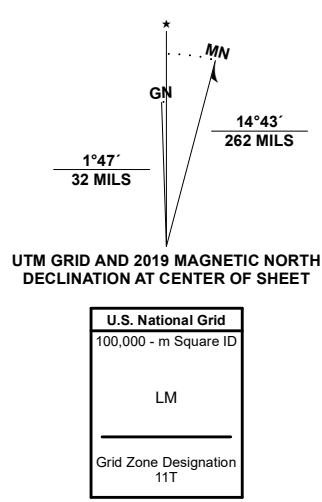 ★
MN
GN
14°43´
262 MILS
1°47´
32 MILS
UTM GRID AND 2019 MAGNETIC NORTH
DECLINATION AT CENTER OF SHEET
U.S. National Grid
100,000 - m Square ID
LM
Grid Zone Designation
11T